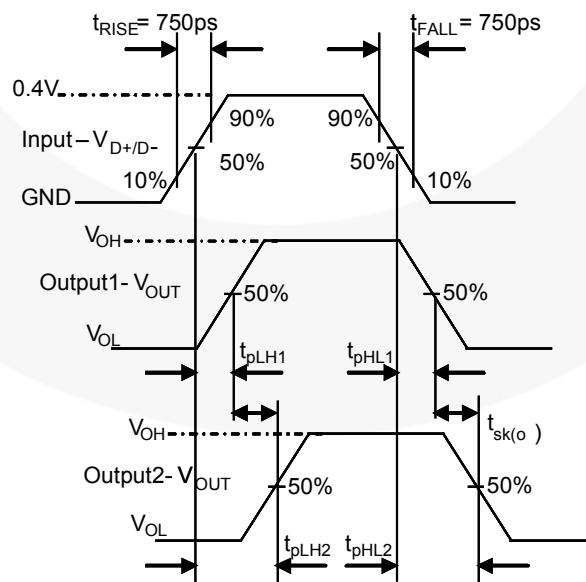 tRISE= 750ps tFALL= 750ps
0.4V
90% 90%
Input – VD+/D-
50% 50%
10% 10%
GND
VOH
Output1- VOUT
50% 50%
VOL
tpLH1 tpHL1
VOH
tsk(o )
Output2- VOUT
50% 50%
VOL
tpLH2 tpHL2